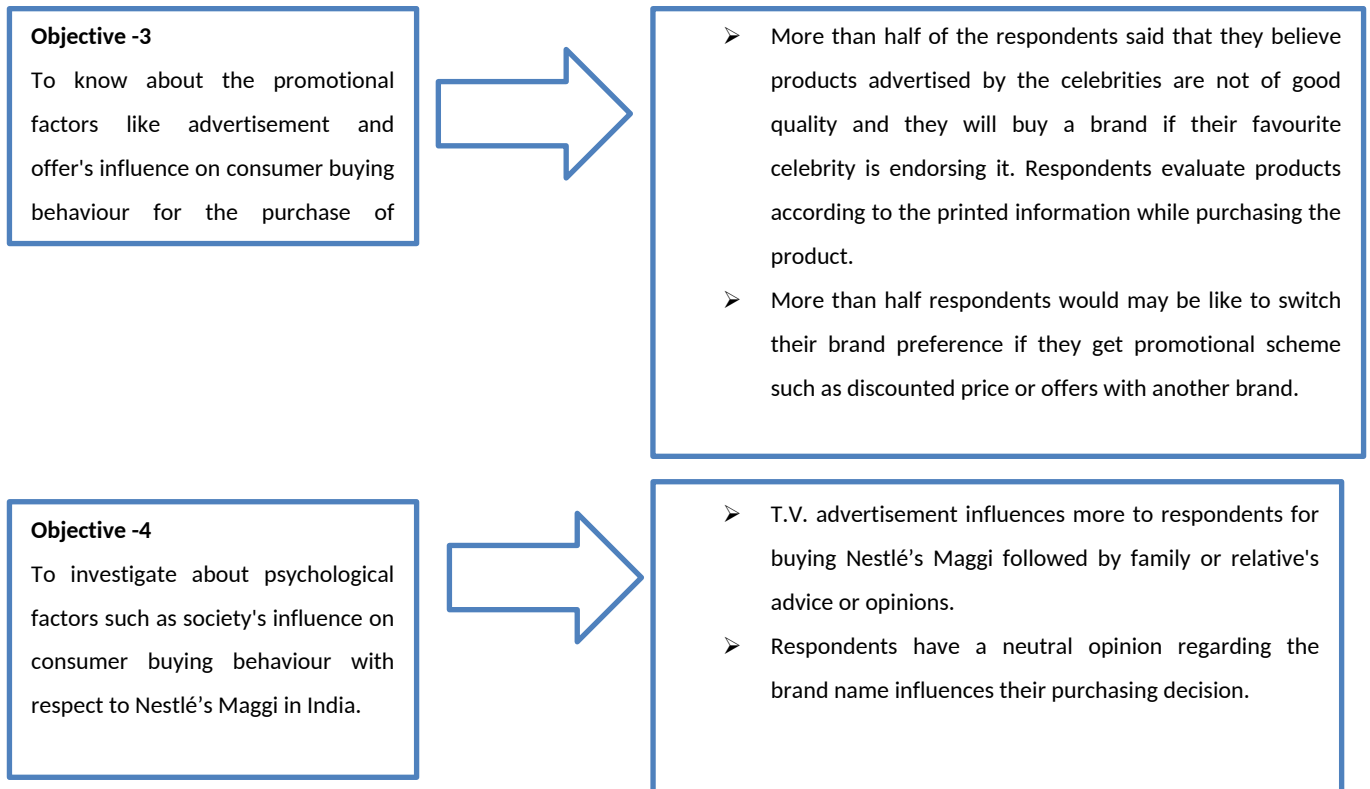 Objective -3
To know about the promotional
factors like advertisement and
offer's influence on consumer buying
behaviour for the purchase of
➢ More than half of the respondents said that they believe
products advertised by the celebrities are not of good
quality and they will buy a brand if their favourite
celebrity is endorsing it. Respondents evaluate products
according to the printed information while purchasing the
product.
➢ More than half respondents would may be like to switch
their brand preference if they get promotional scheme
such as discounted price or offers with another brand.
Objective -4
To investigate about psychological
factors such as society's influence on
consumer buying behaviour with
respect to Nestlé’s Maggi in India.
➢ T.V. advertisement influences more to respondents for
buying Nestlé’s Maggi followed by family or relative's
advice or opinions.
➢ Respondents have a neutral opinion regarding the
brand name influences their purchasing decision.